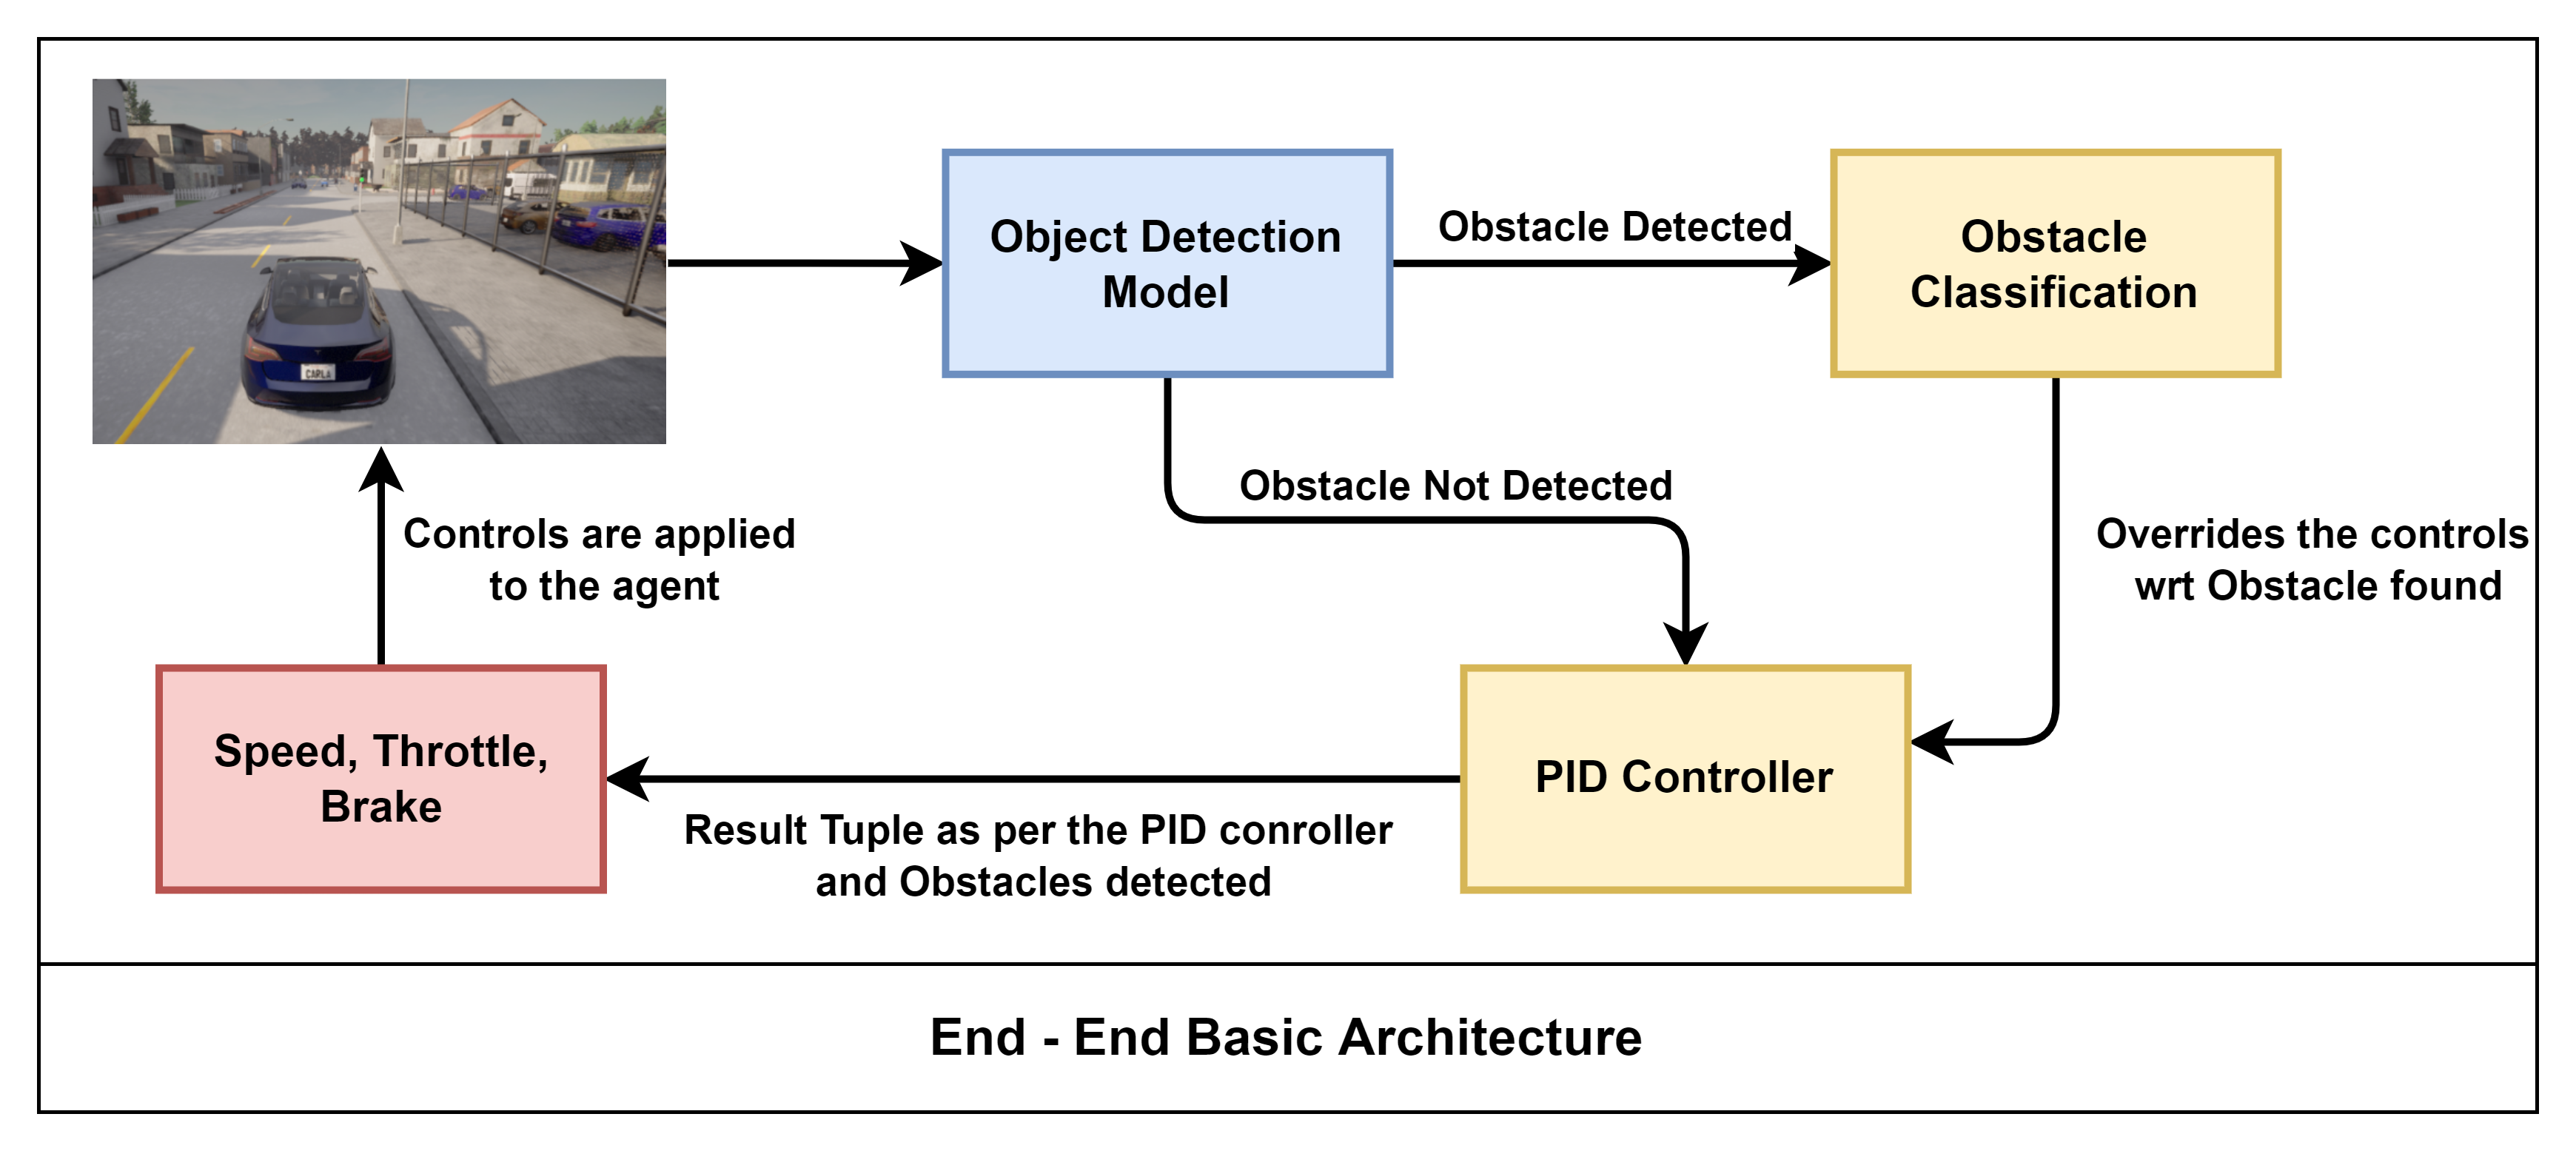 CARLA
Object Detection
Model
Obstacle Detected
Obstacle
Classification
Obstacle Not Detected
Controls are applied
to the agent
Overrides the controls
wrt Obstacle found
Speed, Throttle,
Brake
PID Controller
Result Tuple as per the PID conroller
and Obstacles detected
End - End Basic Architecture